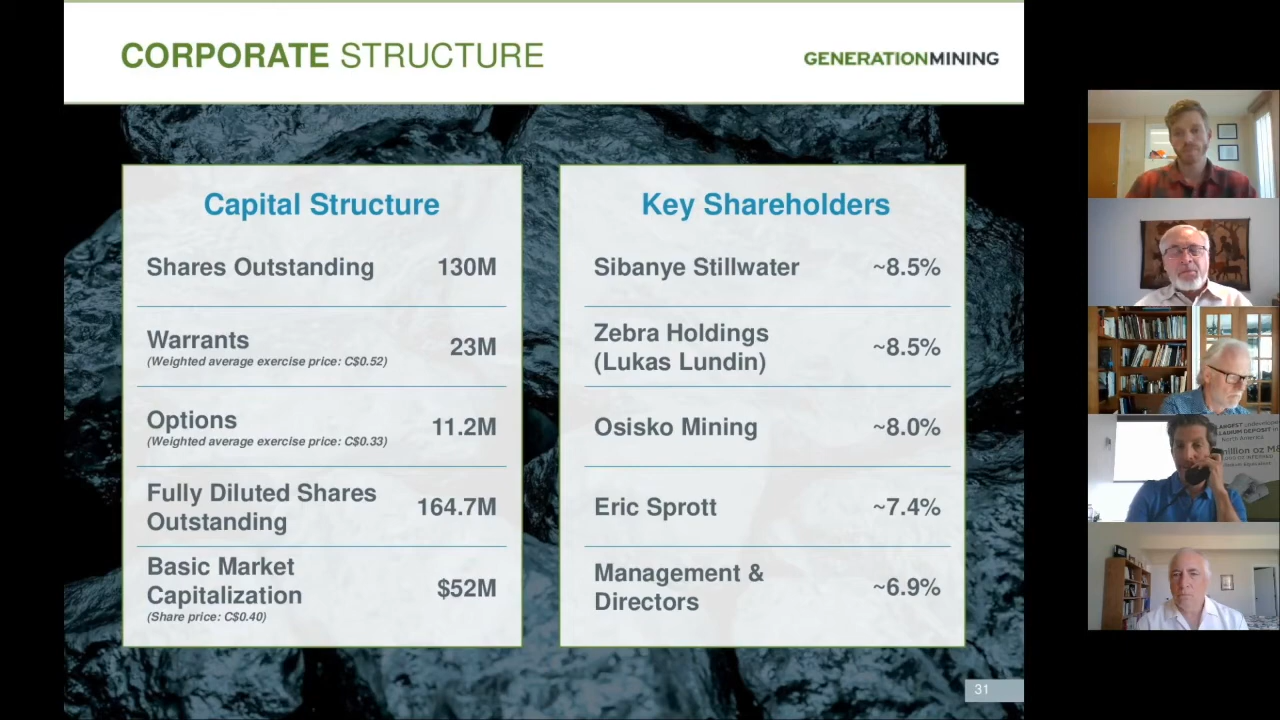 CORPORATE STRUCTURE
GENERATIONMINING
Capital Structure
Shares Outstanding 130M
Warrants
(Weighted average exercise price: C$0.52)
23M
Options
(Weighted average exercise price: C$0.33)
11.2M
Fully Diluted Shares
Outstanding
164.7M
Basic Market
Capitalization
(Share price: C$0.40)
$52M
Key Shareholders
Sibanye Stillwater ~8.5%
Zebra Holdings
(Lukas Lundin)
~8.5%
Osisko Mining ~8.0%
Eric Sprott ~7.4%
Management &
Directors
~6.9%
31
North America